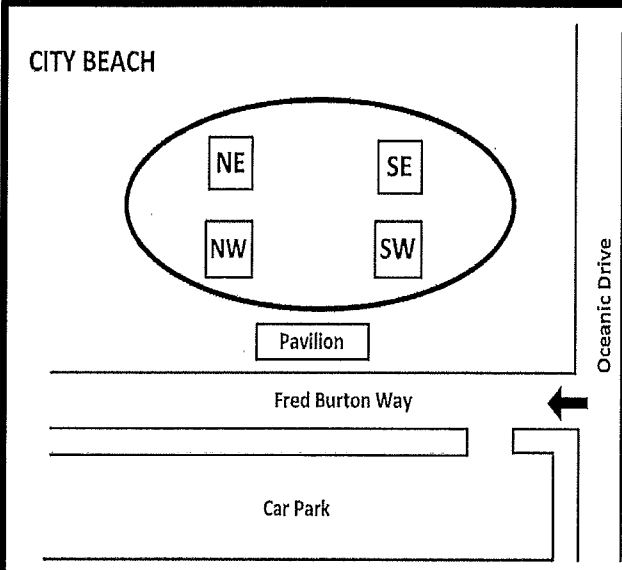 CITY BEACH
NE
SE
NW
SW
Pavilion
Oceanic Drive
Fred Burton Way
Car Park